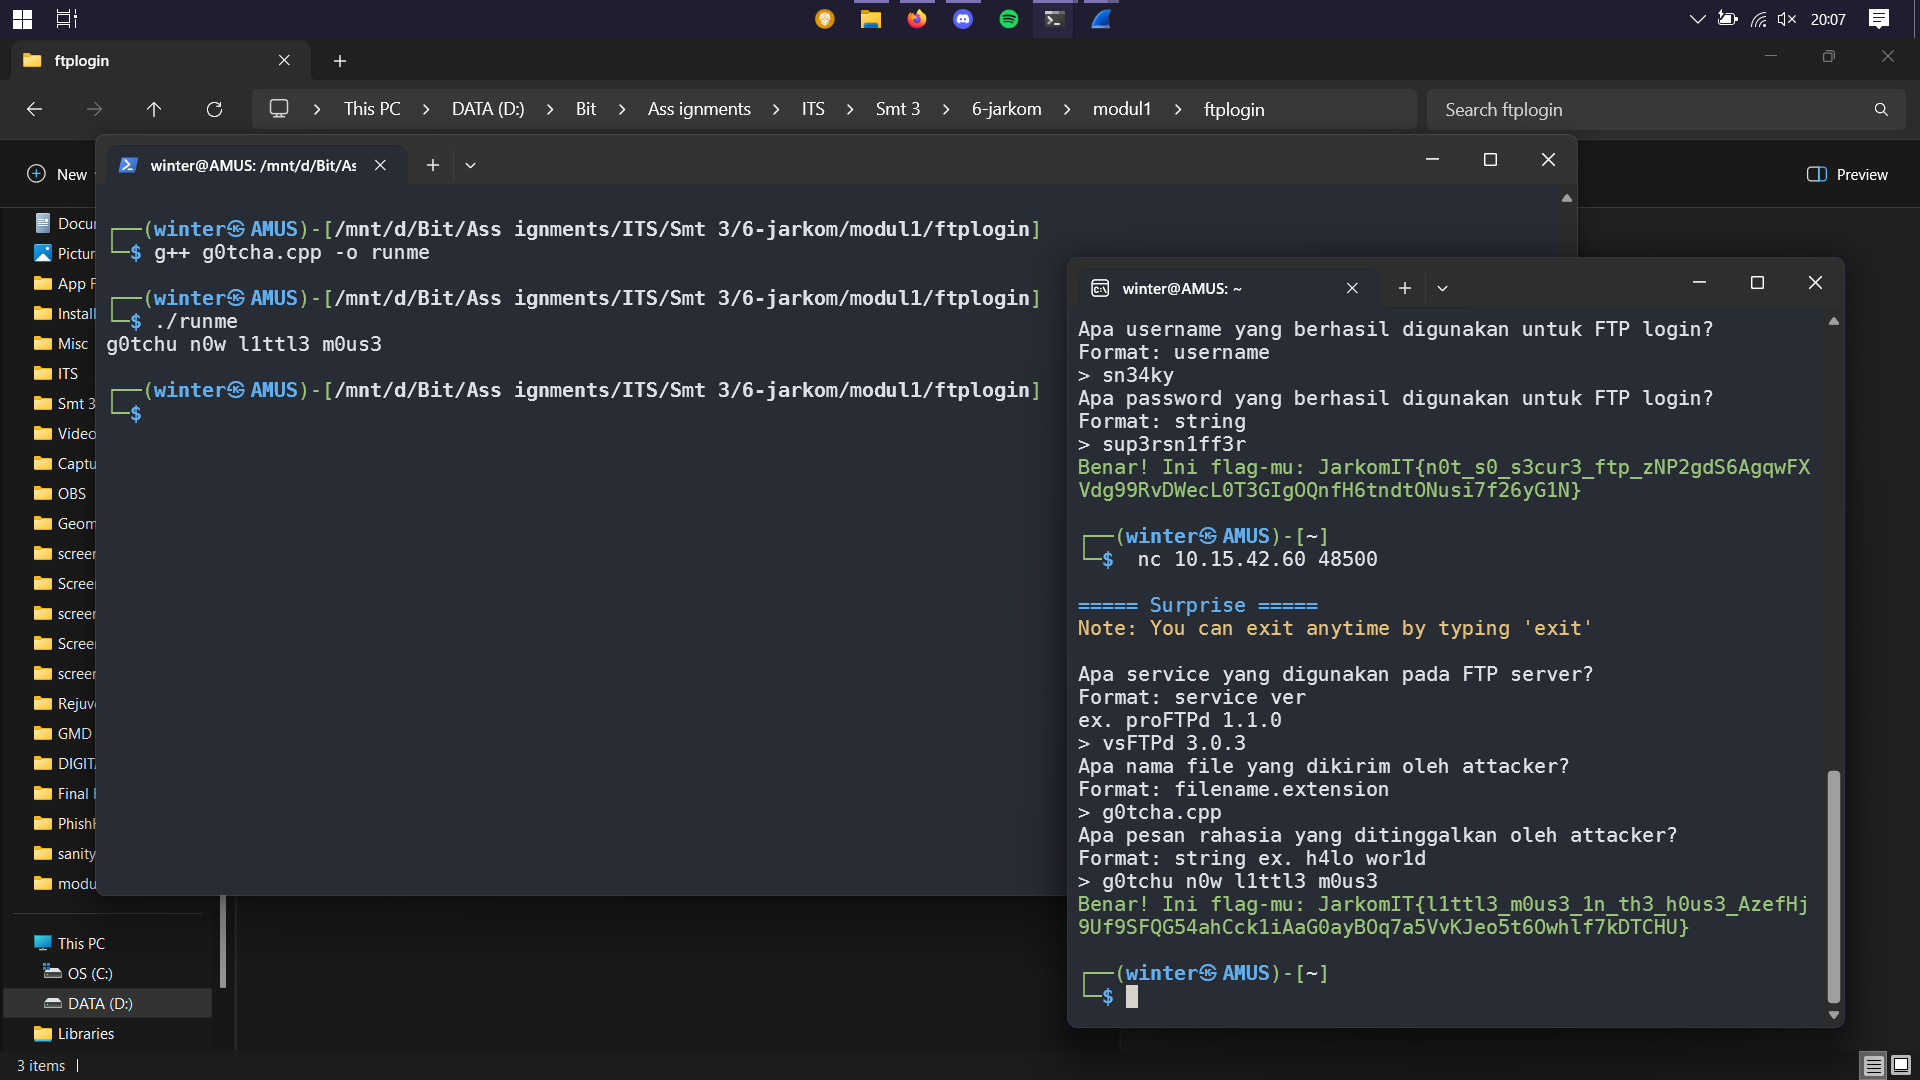 20:07
ftplogin
This PC > DATA (D:) > Bit > Ass ignments > ITS > Smt 3 > 6-jarkom > modul1 > ftplogin
Search ftplogin
New
Preview
Docu
Pictur
App F
Install
Misc
ITS
Smt 3
Video
Captu
OBS
Geom
screer
Scree
screer
Scree
screer
Rejuv
GMD
DIGIT
Final
Phish
sanity
modu
This PC
OS (C:)
DATA (D:)
Libraries
3 items
winter@AMUS: /mnt/d/Bit/As
┌──(winter㉿AMUS)-[/mnt/d/Bit/Ass ignments/ITS/Smt 3/6-jarkom/modul1/ftplogin]
└─$ g++ g0tcha.cpp -o runme
┌──(winter㉿AMUS)-[/mnt/d/Bit/Ass ignments/ITS/Smt 3/6-jarkom/modul1/ftplogin]
└─$ ./runme
g0tchu n0w l1ttl3 m0us3
┌──(winter㉿AMUS)-[/mnt/d/Bit/Ass ignments/ITS/Smt 3/6-jarkom/modul1/ftplogin]
└─$
winter@AMUS: ~
Apa username yang berhasil digunakan untuk FTP login?
Format: username
> sn34ky
Apa password yang berhasil digunakan untuk FTP login?
Format: string
> sup3rsn1ff3r
Benar! Ini flag-mu: JarkomIT{n0t_s0_s3cur3_ftp_zNP2gdS6AgqwFX
Vdg99RvDWecL0T3GIgOQnfH6tndtONusi7f26yG1N}
┌──(winter㉿AMUS)-[~]
└─$ nc 10.15.42.60 48500
===== Surprise =====
Note: You can exit anytime by typing 'exit'
Apa service yang digunakan pada FTP server?
Format: service ver
ex. proFTPd 1.1.0
> vsFTPd 3.0.3
Apa nama file yang dikirim oleh attacker?
Format: filename.extension
> g0tcha.cpp
Apa pesan rahasia yang ditinggalkan oleh attacker?
Format: string ex. h4lo wor1d
> g0tchu n0w l1ttl3 m0us3
Benar! Ini flag-mu: JarkomIT{l1ttl3_m0us3_1n_th3_h0us3_AzefHj
9Uf9SFQG54ahCck1iAaG0ayBOq7a5VvKJeo5t6Owhlf7kDTCHU}
┌──(winter㉿AMUS)-[~]
└─$